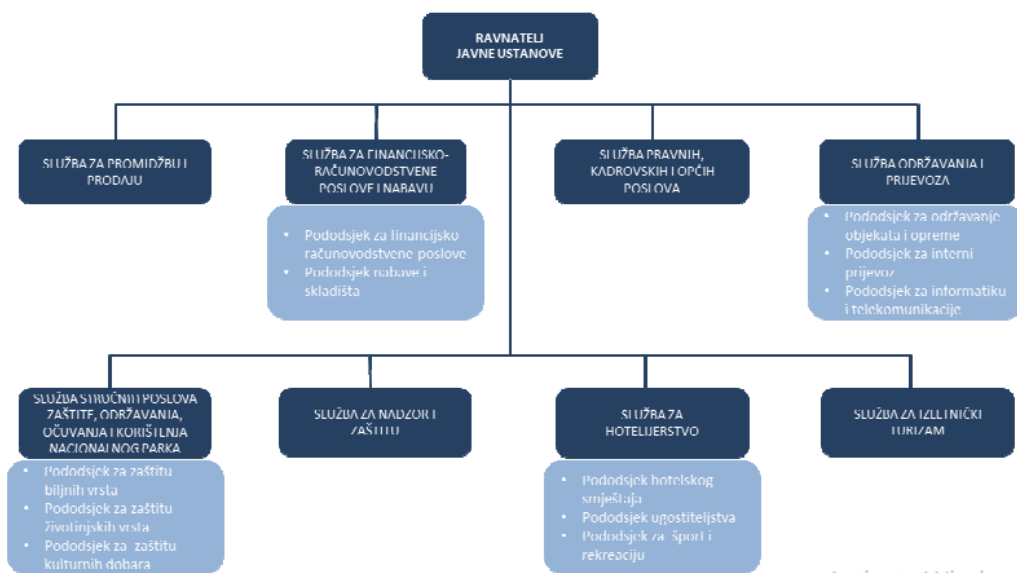 RAVNATELJ
JAVNE USTANOVE
SLUŽBA ZA PROMIDŽBU I
PRODAJU
SLUŽBA ZA FINANCIJSKO-
RAČUNOVODSTVENE
POSLOVE I NABAVU
• Pododsjek za financijsko
računovodstvene poslove
• Pododsjek nabave i
skladišta
SLUŽBA PRAVNIH,
KADROVSKIH I OPĆIH
POSLOVA
SLUŽBA ODRŽAVANJA I
PRIJEVOZA
• Pododsjek za održavanje
objekata i opreme
• Pododsjek za interni
prijevoz
• Pododsjek za informatiku
i telekomunikacije
SLUŽBA STRUČNIH POSLOVA
ZAŠTITE, ODRŽAVANJA,
OČUVANJA I KORIŠTENJA
NACIONALNOG PARKA
• Pododsjek za zaštitu
biljnih vrsta
• Pododsjek za zaštitu
životinjskih vrsta
• Pododsjek za zaštitu
kulturnih dobara
SLUŽBA ZA NADZOR I
ZAŠTITU
SLUŽBA ZA
HOTELIJERSTVO
• Pododsjek hotelskog
smještaja
• Pododsjek ugostiteljstva
• Pododsjek za šport i
rekreaciju
SLUŽBA ZA IZLETNIČKI
TURIZAM